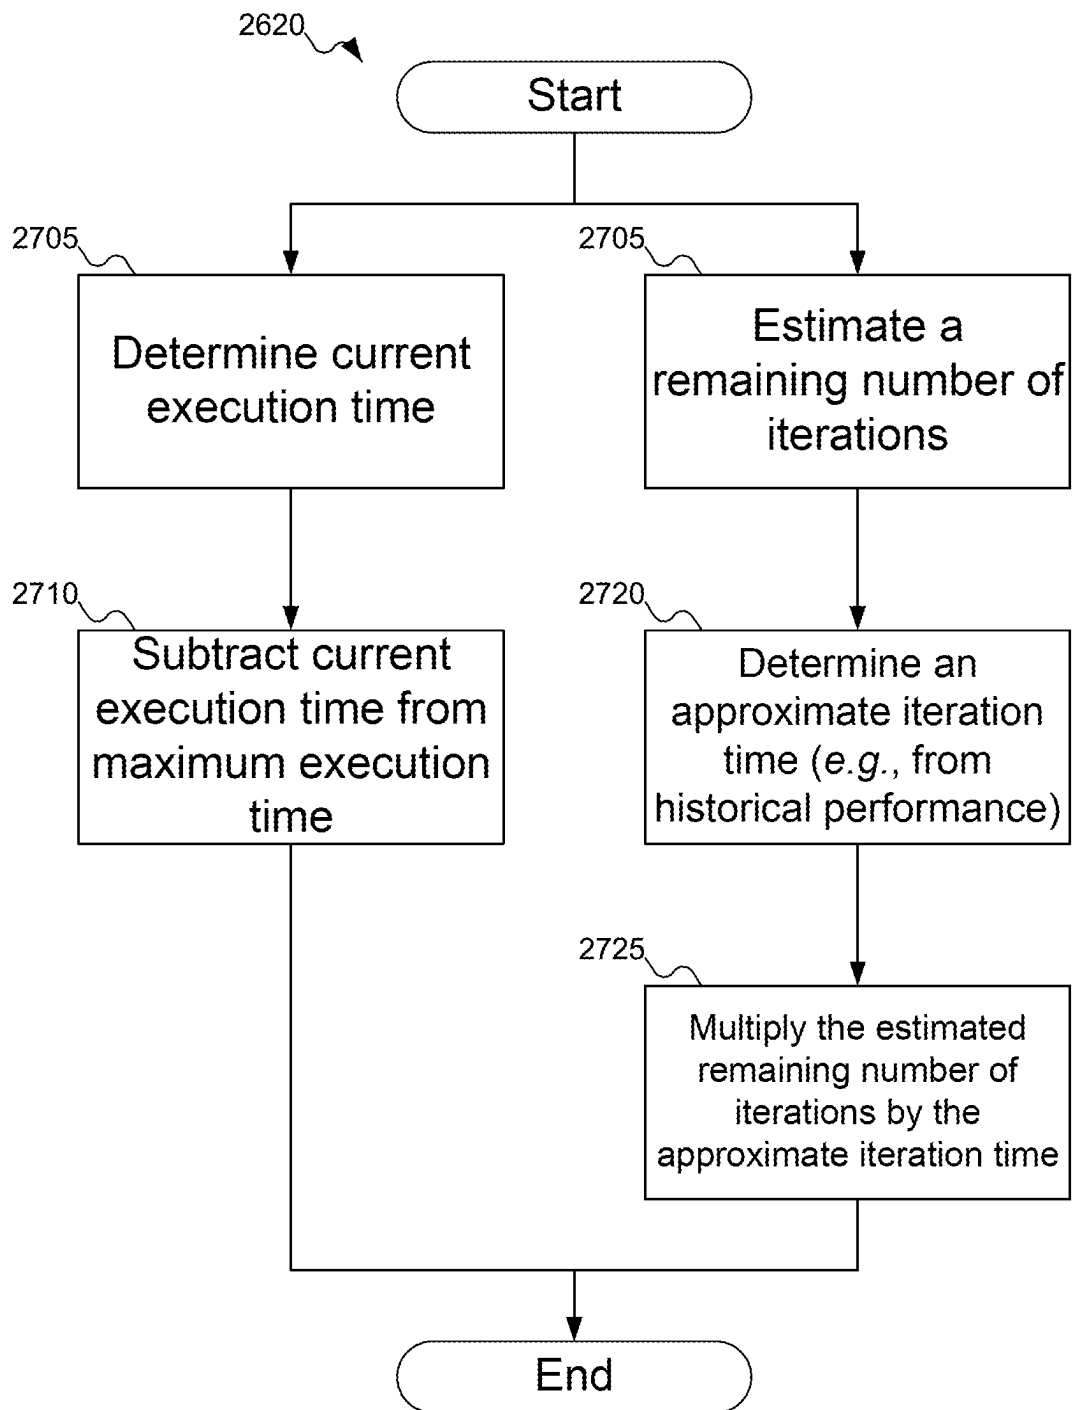 2620
Start
2705
Determine current
execution time
2705
Estimate a
remaining number of
iterations
2710
Subtract current
execution time from
maximum execution
time
2720
Determine an
approximate iteration
time (e.g., from
historical performance)
2725
Multiply the estimated
remaining number of
iterations by the
approximate iteration time
End